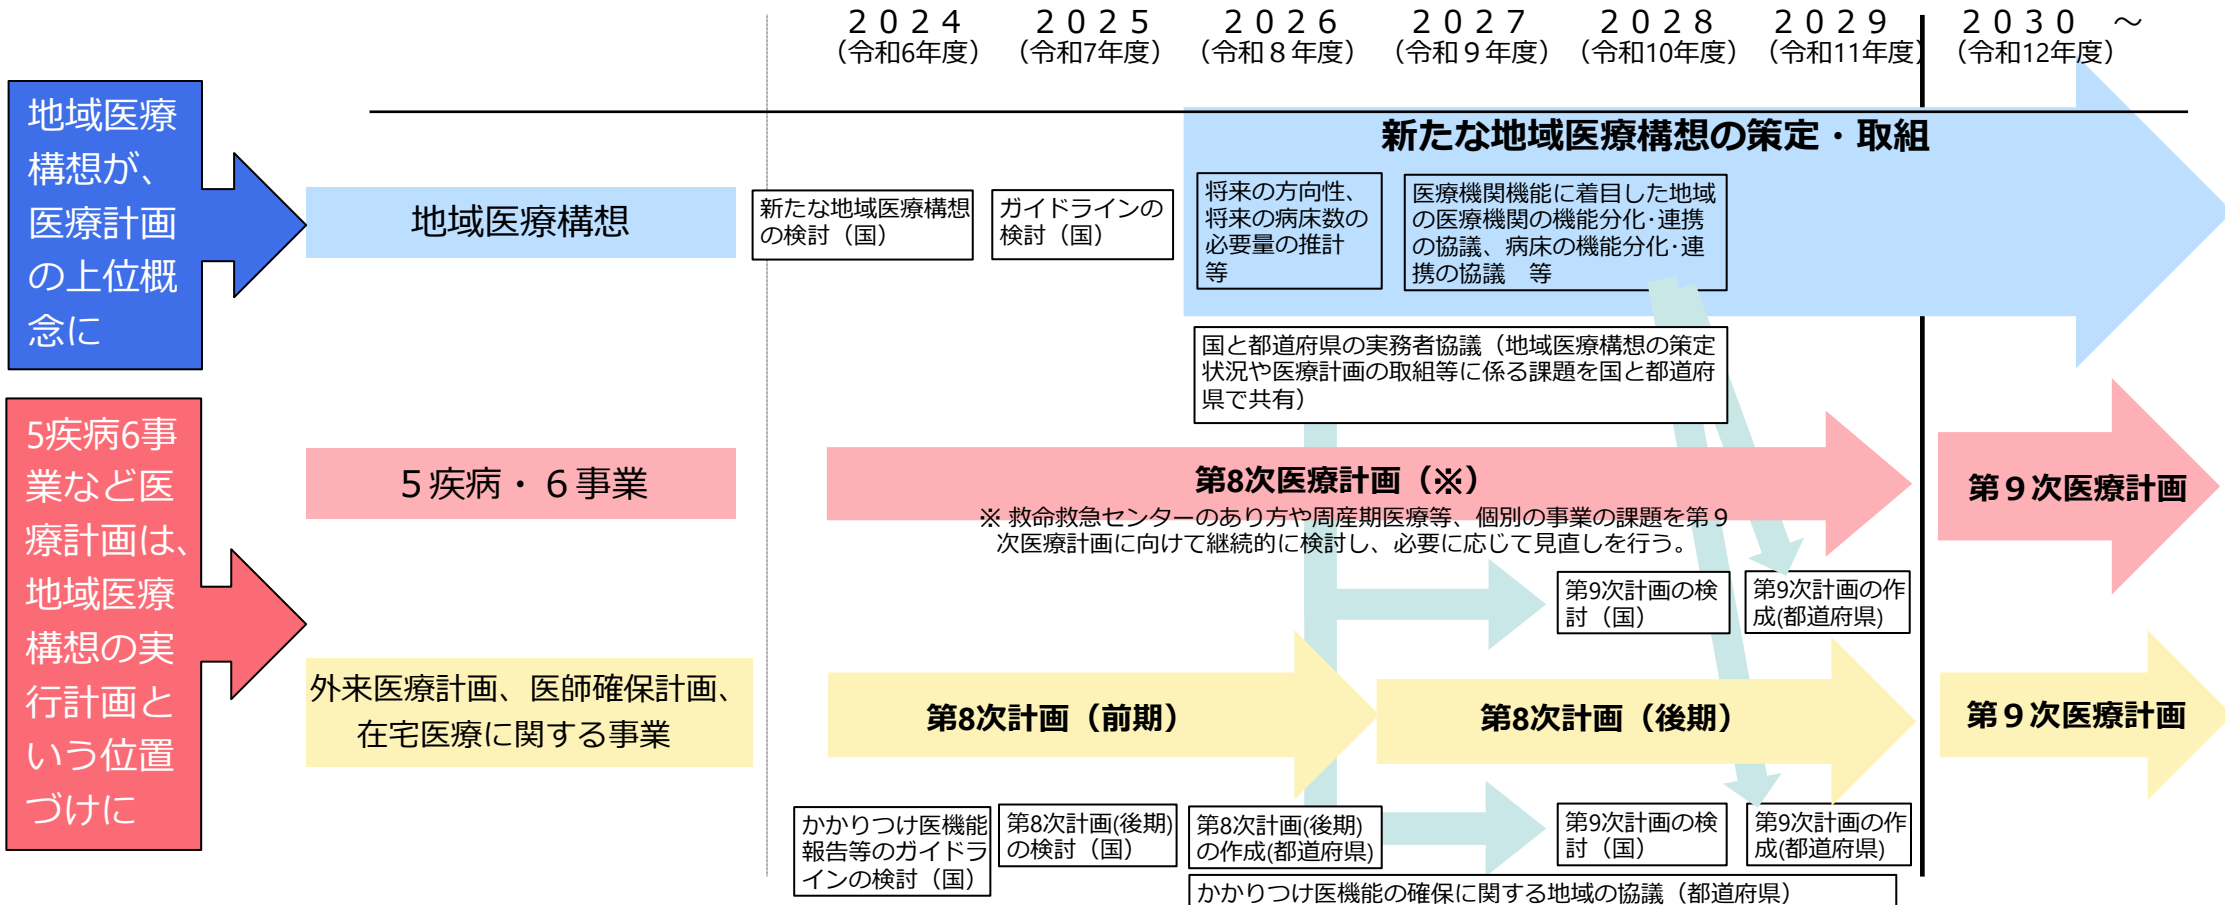 ２０２４
２０２５
２０２６
２０２７
２０２８
２０２９
２０３０　～
（令和6年度）
（令和7年度）
（令和８年度）
（令和９年度）
（令和10年度）
（令和11年度）
（令和12年度）
地域医療
構想が、
医療計画
の上位概
念に
新たな地域医療構想の策定・取組
地域医療構想
新たな地域医療構想
の検討（国）
ガイドラインの
検討（国）
将来の方向性、
将来の病床数の
必要量の推計
等
医療機関機能に着目した地域
の医療機関の機能分化･連携
の協議、病床の機能分化･連
携の協議　等
国と都道府県の実務者協議（地域医療構想の策定
状況や医療計画の取組等に係る課題を国と都道府
県で共有）
5疾病6事
業など医
療計画は、
地域医療
構想の実
行計画と
いう位置
づけに
５疾病・６事業
第8次医療計画（※）
※ 救命救急センターのあり方や周産期医療等、個別の事業の課題を第９
次医療計画に向けて継続的に検討し、必要に応じて見直しを行う。
第９次医療計画
第9次計画の検
討（国）
第9次計画の作
成(都道府県)
外来医療計画、医師確保計画、
在宅医療に関する事業
第8次計画（前期）
第8次計画（後期）
第９次医療計画
かかりつけ医機能
報告等のガイドラ
インの検討（国）
第8次計画(後期)
の検討（国）
第8次計画(後期)
の作成(都道府県)
第9次計画の検
討（国）
第9次計画の作
成(都道府県)
かかりつけ医機能の確保に関する地域の協議（都道府県）